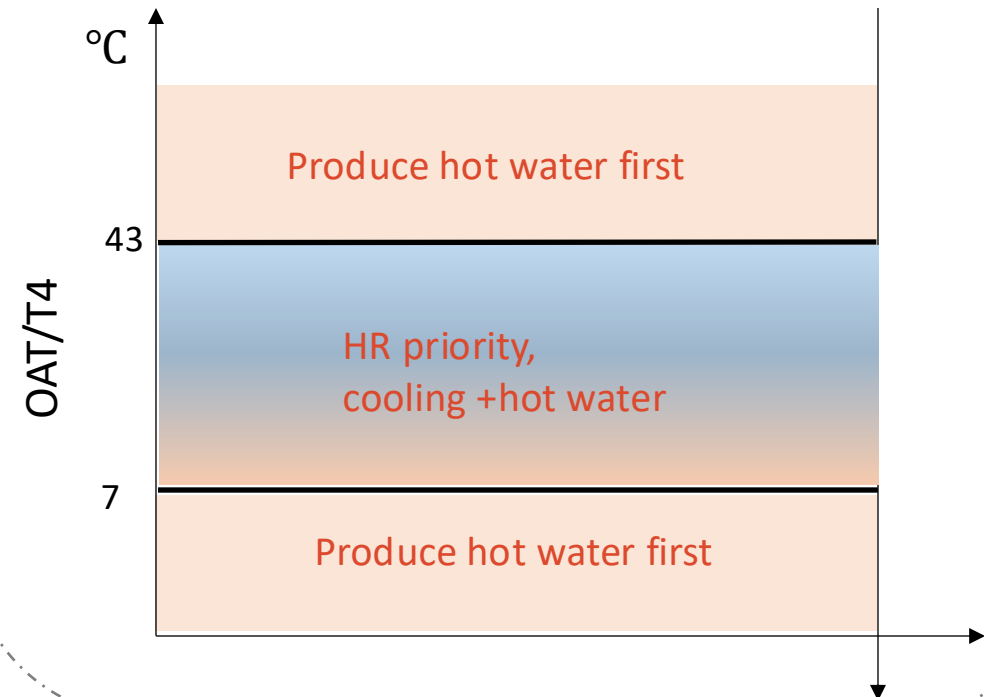 ℃
Produce hot water first
43
OAT/T4
HR priority,
cooling +hot water
7
Produce hot water first